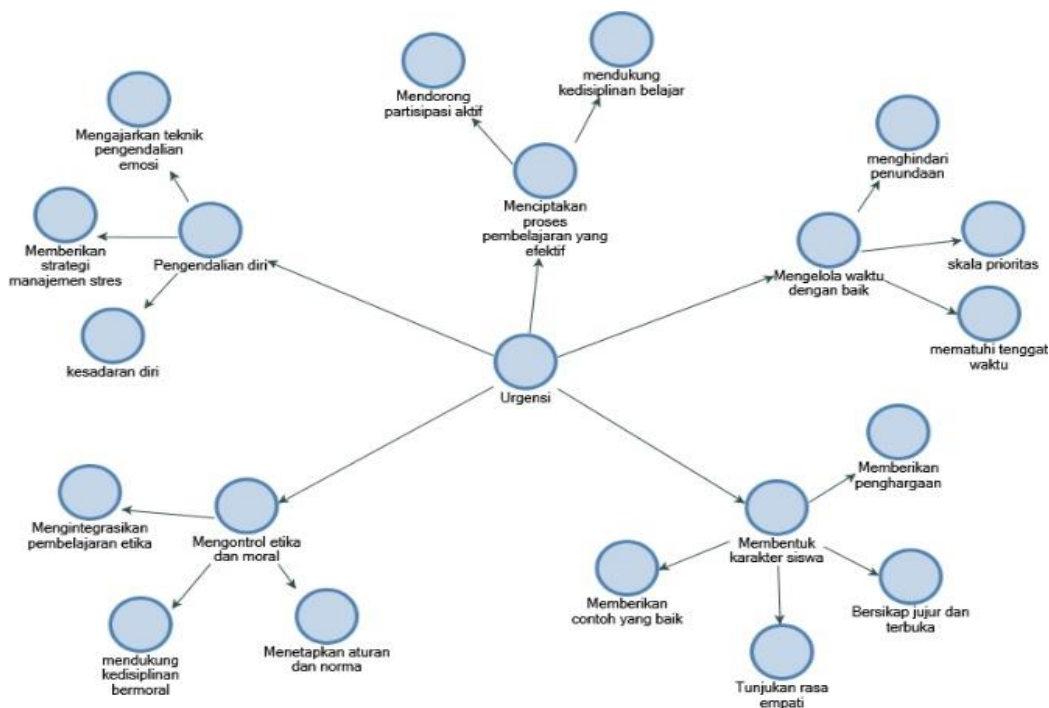 Mendorong
partisipasi aktif
mendukung
kedisiplinan belajar
Mengajarkan teknik
pengendalian
emosi
menghindari
penundaan
Menciptakan
proses
pembelajaran yang
efektif
Memberikan
strategi
manajemen stres
Pengendalian diri
Mengelola waktu
dengan baik
skala prioritas
kesadaran diri
mematuhi tenggat
waktu
Urgensi
Memberikan
penghargaan
Mengintegrasikan
pembelajaran etika
Mengontrol etika
dan moral
Membentuk
karakter siswa
Memberikan
contoh yang baik
Bersikap jujur dan
terbuka
mendukung
kedisiplinan
bermoral
Menetapkan aturan
dan norma
Tunjukan rasa
empati